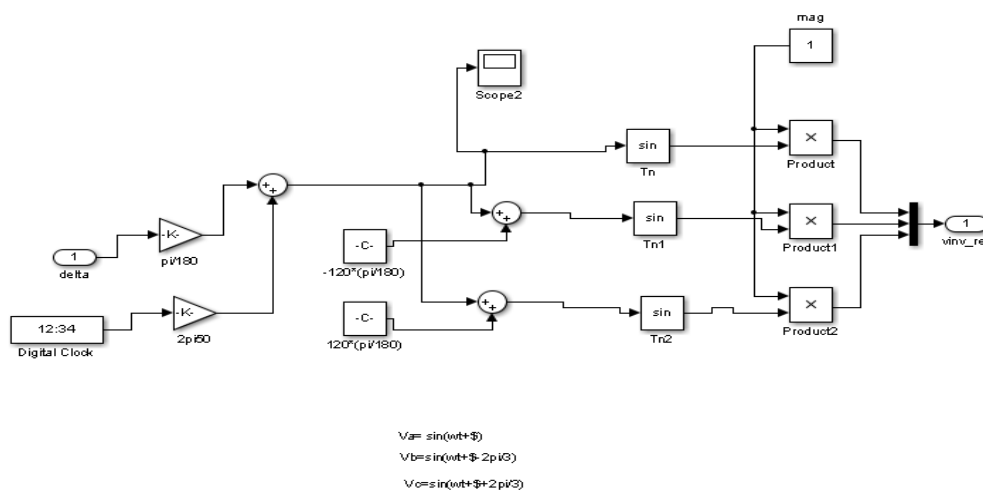 mag
1
Scope2
sin
Tn
×
Product
+
+
-K-
pi/180
1
delta
+
+
-C-
-120*(pi/180)
sin
Tn1
×
Product1
1
vinv_re
12:34
Digital Clock
-K-
2pi50
+
+
-C-
120*(pi/180)
sin
Tn2
×
Product2
Va= sin(wt+$)
Vb=sin(wt+$-2pi/3)
Vc=sin(wt+$+2pi/3)